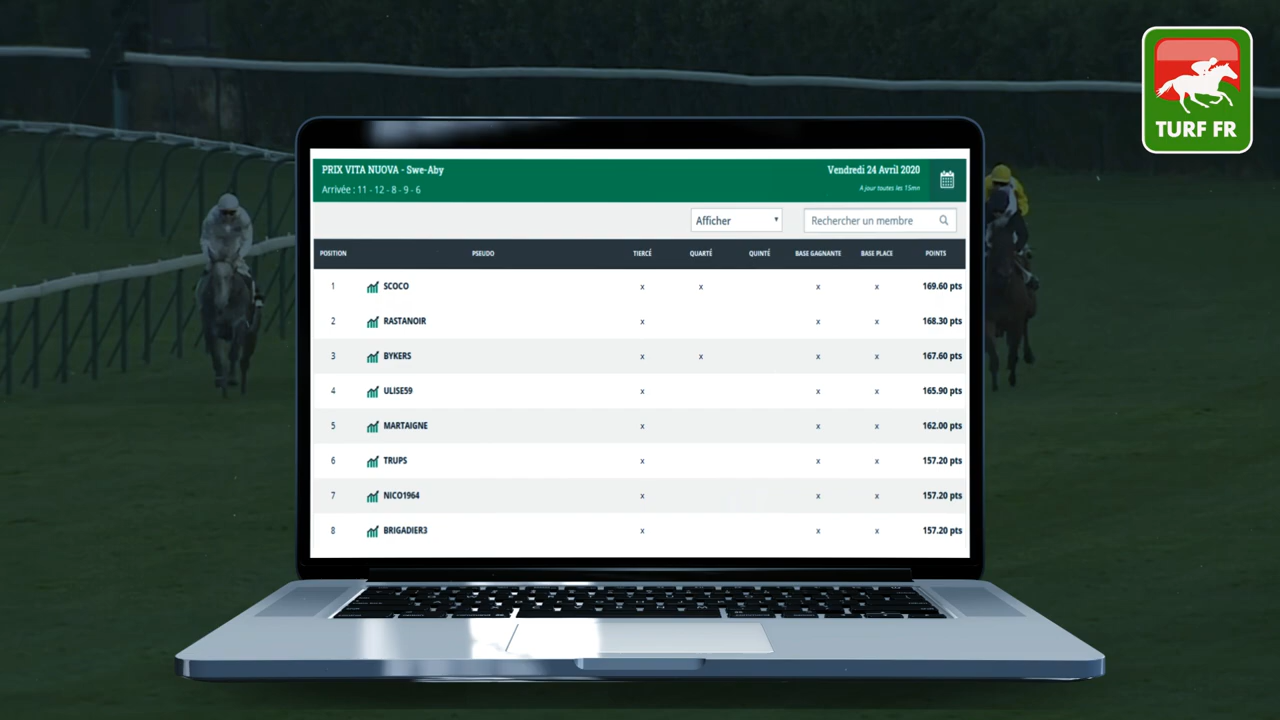 TURF FR
PRIX VITA NUOVA - Swe-Aby
Vendredi 24 Avril 2020
Arrivée : 11 - 12 - 8 - 9 - 6
A jour toutes les 15mn
Afficher
Rechercher un membre
POSITION PSEUDO TIERCÉ QUARTÉ QUINTÉ BASE GAGNANTE BASE PLACE POINTS
1 SCOCO x x x x 169.60 pts
2 RASTANOIR x x x 168.30 pts
3 BYKERS x x x x 167.60 pts
4 ULISE59 x x x 165.90 pts
5 MARTAIGNE x x x 162.00 pts
6 TRUPS x x x 157.20 pts
7 NICO1964 x x x 157.20 pts
8 BRIGADIER3 x x x 157.20 pts